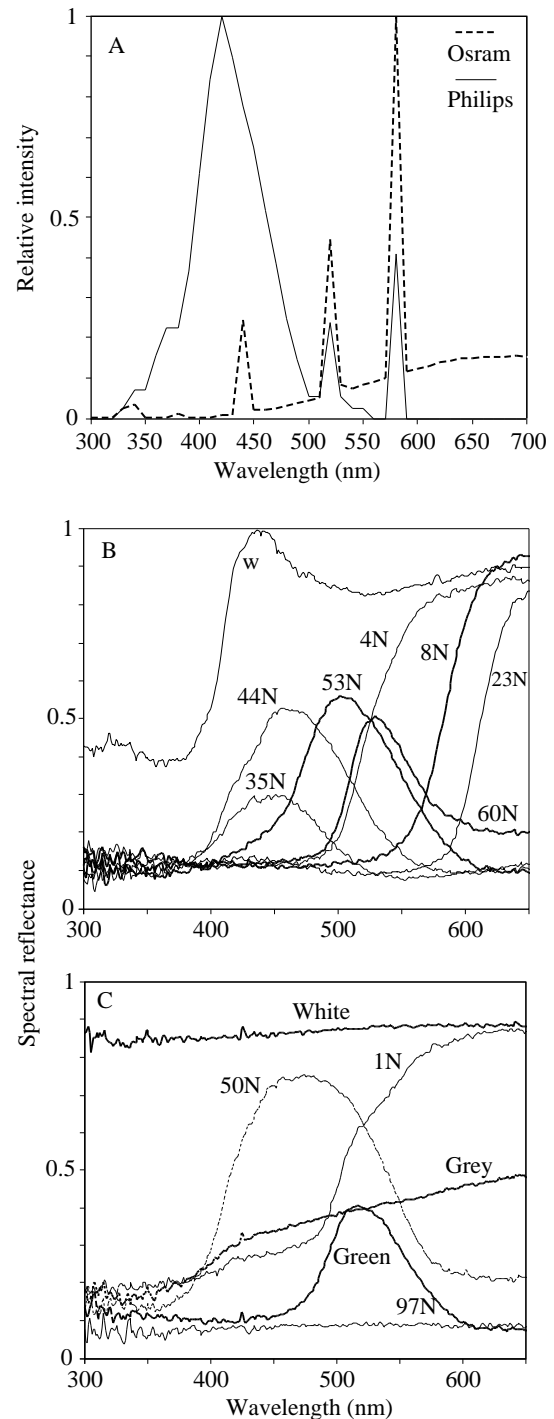 A
Osram
Philips
Relative intensity
1
0.5
0
300 350 400 450 520 550 600 650 700
Wavelength (nm)
B
w
4N
8N
23N
53N
44N
35N
60N
1
0.5
0
300 400 500 600
Spectral reflectance
C
White
1N
50N
Grey
Green
97N
1
0.5
0
300 400 500 600
Wavelength (nm)